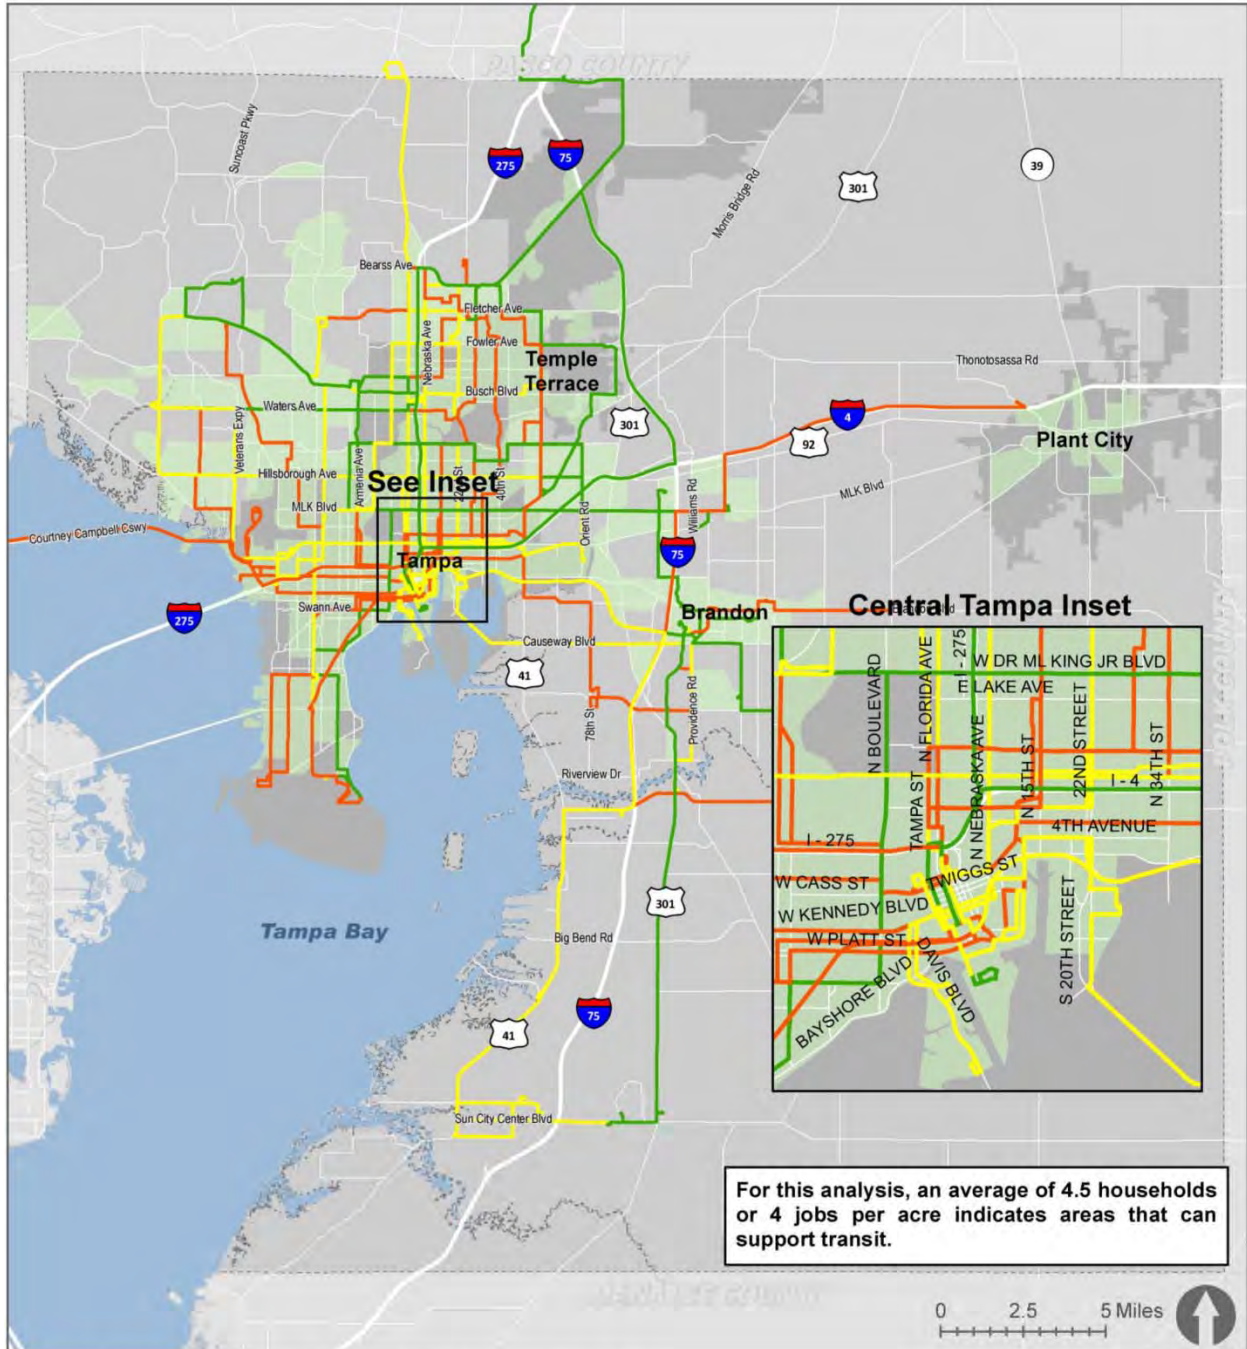 PASCO COUNTY
Suncoast Pkwy
275
75
39
301
Morris Bridge Rd
Bearss Ave
Fletcher Ave
Fowler Ave
Nebraska Ave
Temple
Terrace
Thonotosassa Rd
Busch Blvd
Waters Ave
Veterans Expy
301
4
92
Plant City
Armenia Ave
Hillsborough Ave
See Inset
22nd St
40th St
MLK Blvd
MLK Blvd
Williams Rd
Orient Rd
Courtney Campbell Cswy
Tampa
75
Swann Ave
275
Brandon
Causeway Blvd
41
78th St
Providence Rd
Riverview Dr
PINELLAS COUNTY
POLK COUNTY
301
Tampa Bay
Big Bend Rd
75
41
Sun City Center Blvd
Central Tampa Inset
N BOULEVARD
N FLORIDA AVE
I - 275
W DR ML KING JR BLVD
E LAKE AVE
TAMPA ST
N NEBRASKA AVE
N 15TH ST
22ND STREET
N 34TH ST
I - 4
4TH AVENUE
I - 275
W CASS ST
TWIGGS ST
W KENNEDY BLVD
W PLATT ST
BAYSHORE BLVD
DAVIS BLVD
S 20TH STREET
For this analysis, an average of 4.5 households
or 4 jobs per acre indicates areas that can
support transit.
MANATEE COUNTY
0 2.5 5 Miles